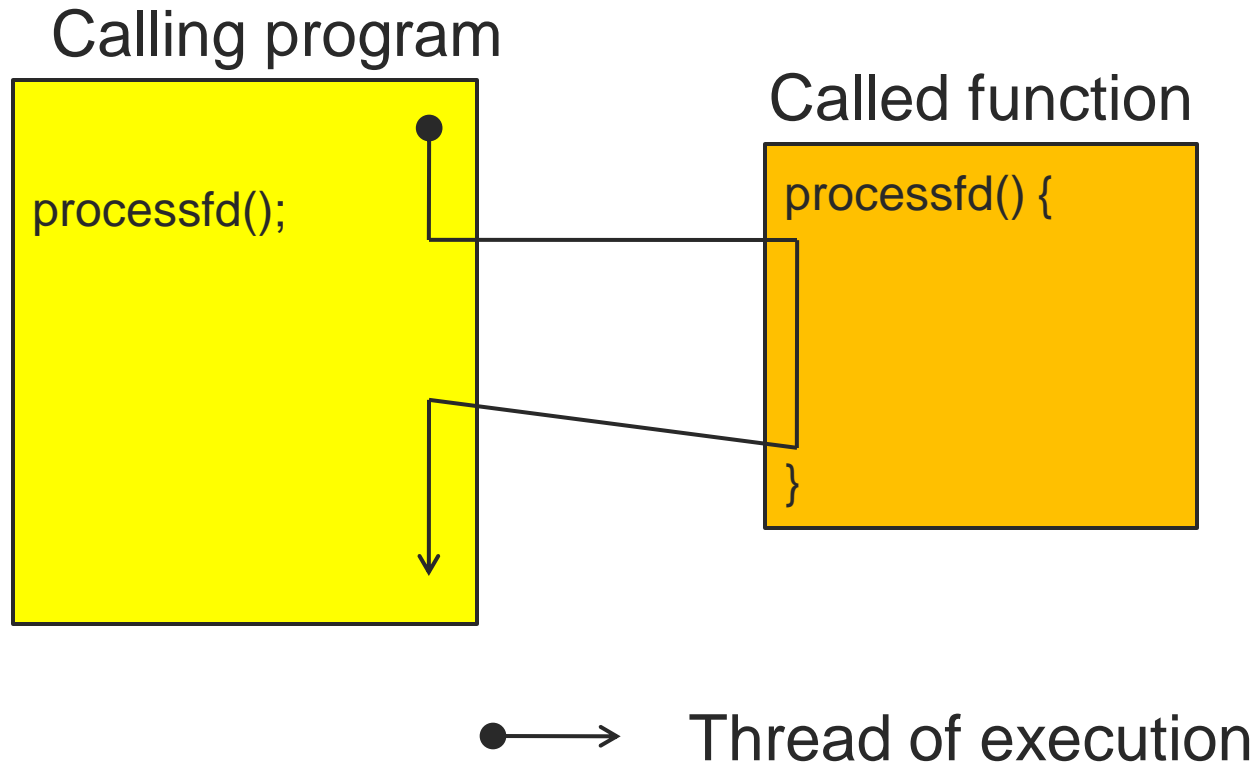 Calling program
Called function
processfd();
processfd() {
}
Thread of execution